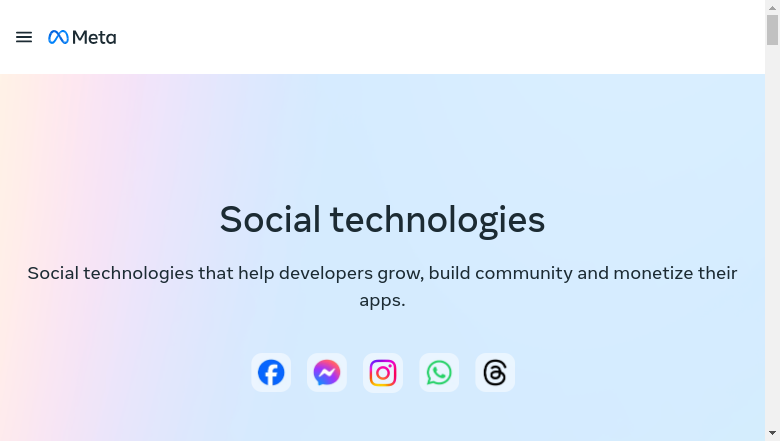 Meta
Social technologies
Social technologies that help developers grow, build community and monetize their
apps.